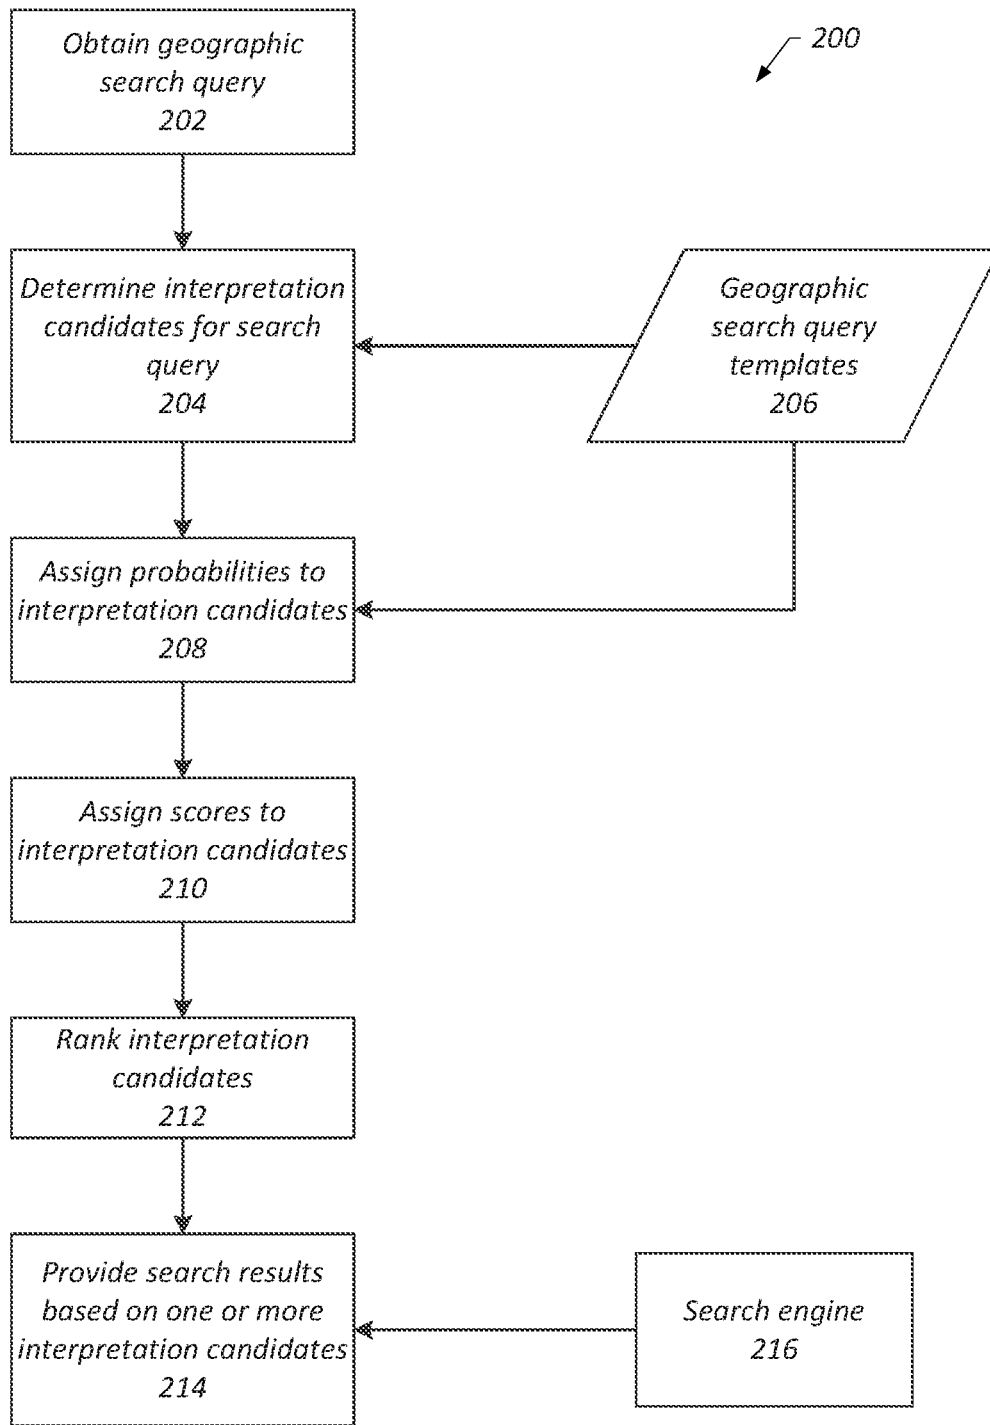 Obtain geographic
search query
202
200
Determine interpretation
candidates for search
query
204
Geographic
search query
templates
206
Assign probabilities to
interpretation candidates
208
Assign scores to
interpretation candidates
210
Rank interpretation
candidates
212
Provide search results
based on one or more
interpretation candidates
214
Search engine
216